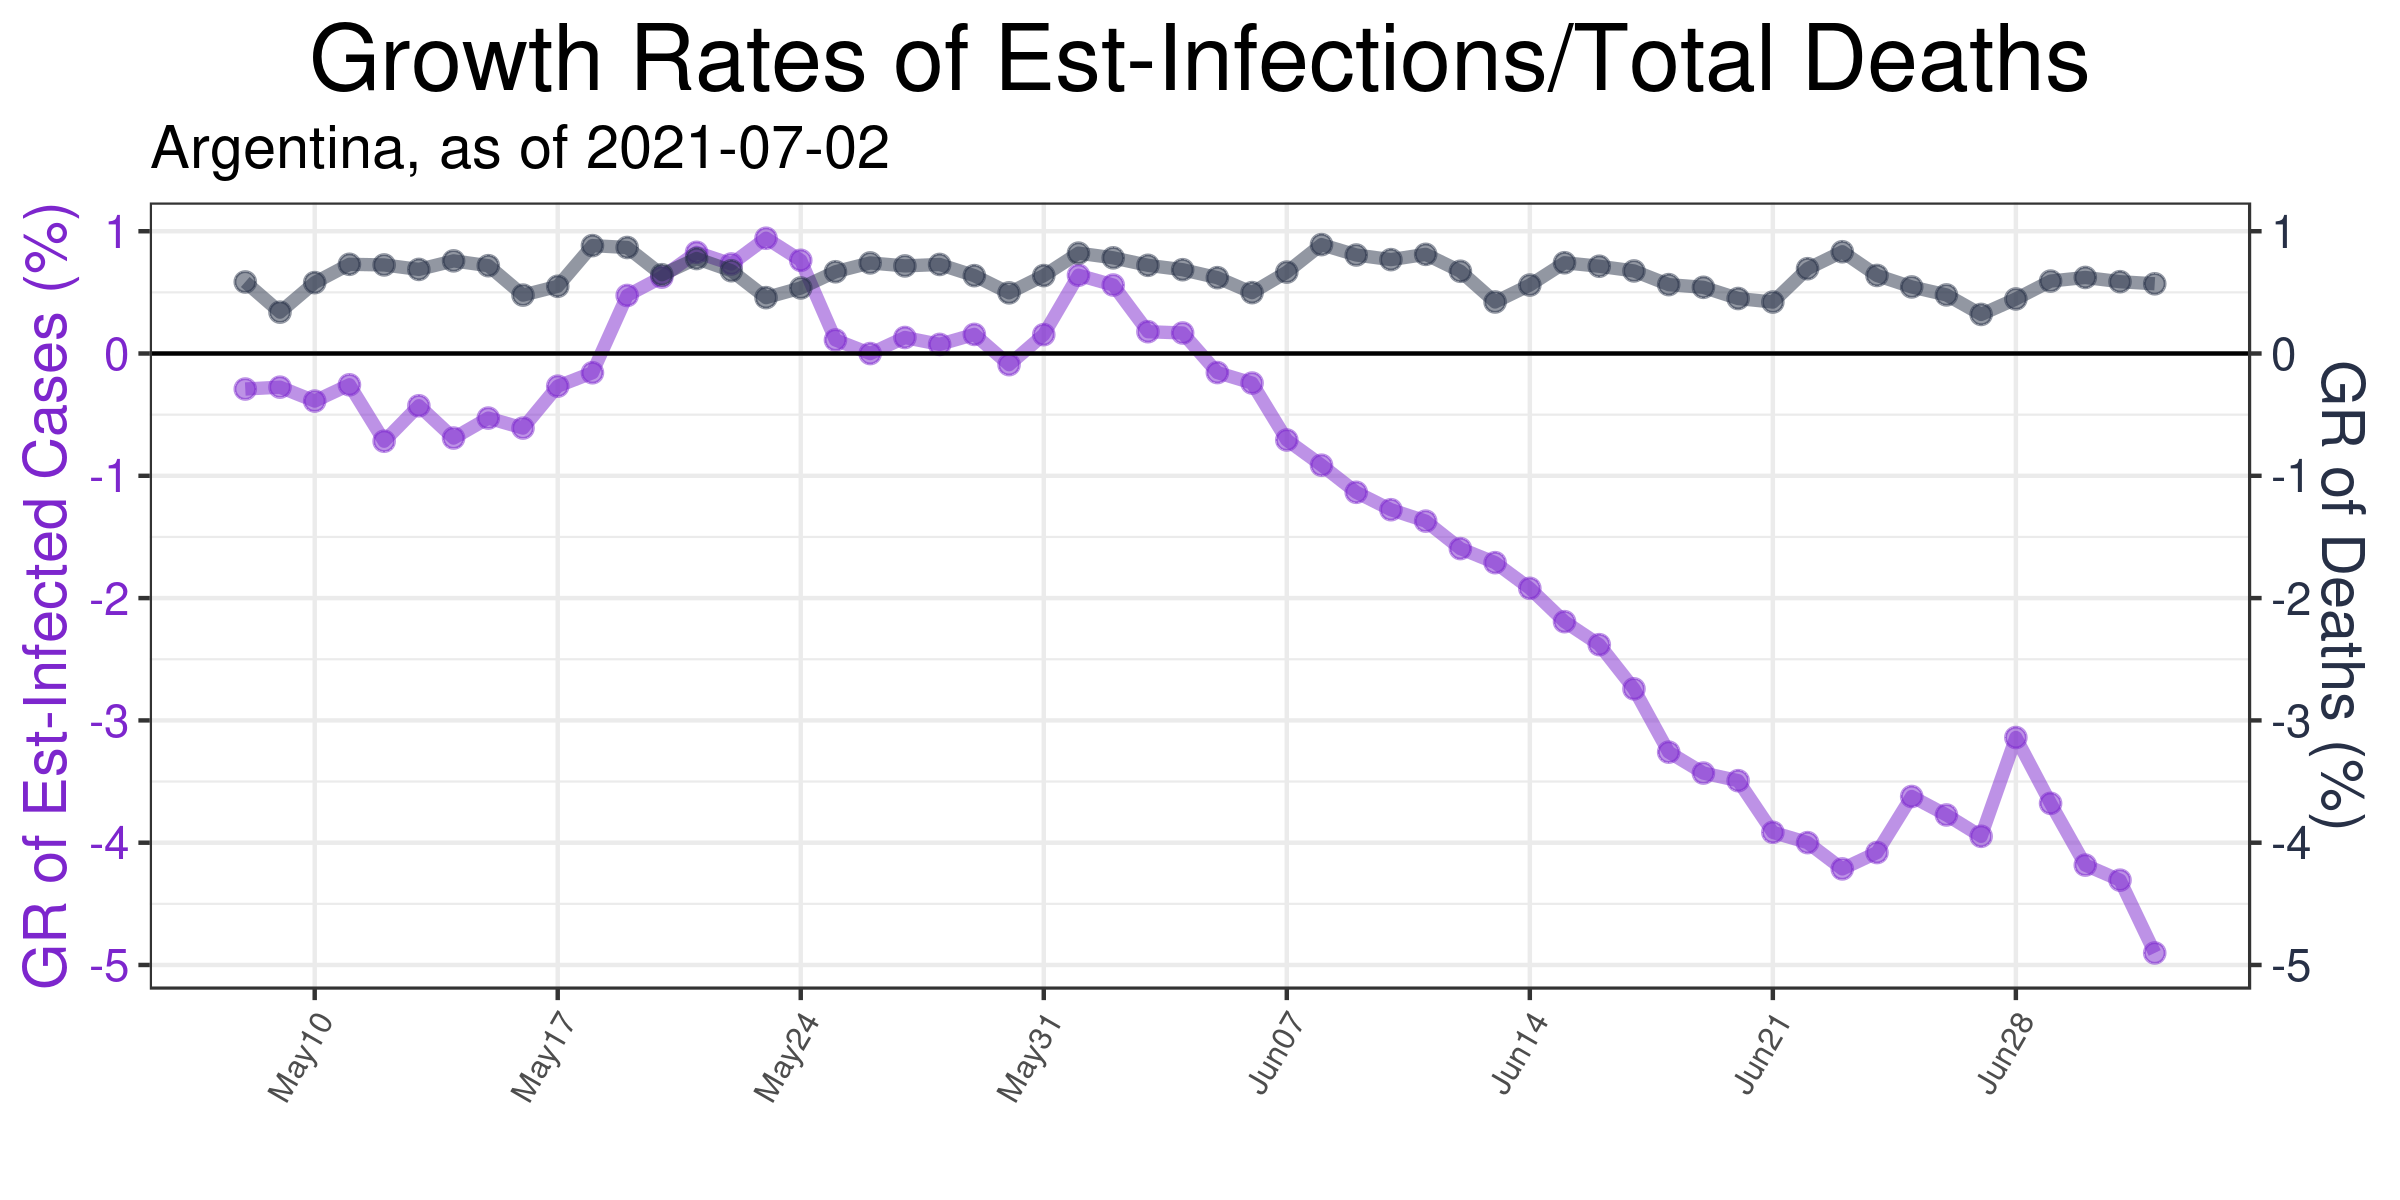 Growth Rates of Est-Infections/Total Deaths
Argentina, as of 2021-07-02
GR of Est-Infected Cases (%)
1
0
-1
-2
-3
-4
-5
1
0
-1
-2
-3
-4
-5
GR of Deaths (%)
May10
May17
May24
May31
Jun07
Jun14
Jun21
Jun28